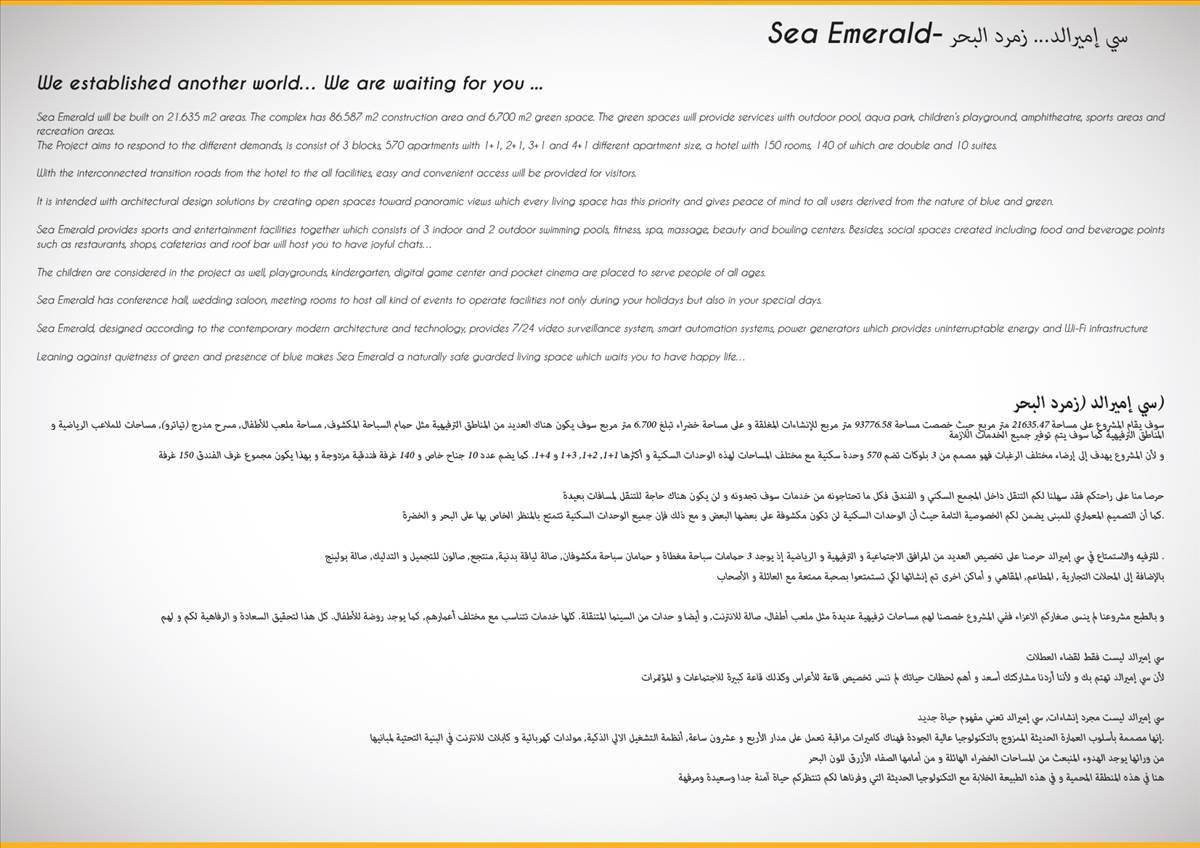 Sea Emerald- سي إميرالد... زمرد البحر
We established another world... We are waiting for you ...
Sea Emerald will be built on 21.635 m2 areas. The complex has 86.587 m2 construction area and 6.700 m2 green space. The green spaces will provide services with outdoor pool, aqua park, children's playground, amphitheatre, sports areas and
recreation areas.
The Project aims to respond to the different demands, is consist of 3 blocks, 570 apartments with 1+1, 2+1, 3+1 and 4+1 different apartment size, a hotel with 150 rooms, 140 of which are double and 10 suites.
With the interconnected transition roads from the hotel to the all facilities, easy and convenient access will be provided for visitors.
It is intended with architectural design solutions by creating open spaces toward panoramic views which every living space has this priority and gives peace of mind to all users derived from the nature of blue and green.
Sea Emerald provides sports and entertainment facilities together which consists of 3 indoor and 2 outdoor swimming pools, fitness, spa, massage, beauty and bowling centers. Besides, social spaces created including food and beverage points
such as restaurants, shops, cafeterias and roof bar will host you to have joyful chats...
The children are considered in the project as well, playgrounds, kindergarten, digital game center and pocket cinema are placed to serve people of all ages.
Sea Emerald has conference hall, wedding saloon, meeting rooms to host all kind of events to operate facilities not only during your holidays but also in your special days.
Sea Emerald, designed according to the contemporary modern architecture and technology, provides 7/24 video surveillance system, smart automation systems, power generators which provides uninterruptable energy and Wi-Fi infrastructure
Leaning against quietness of green and presence of blue makes Sea Emerald a naturally safe guarded living space which waits you to have happy life...
(سي إميرالد (زمرد البحر
سوف يقام المشروع على مساحة 21635.47 متر مربع حيث خصصت مساحة 93776.58 متر مربع للإنشاءات المغلقة و على مساحة خضراء تبلغ 6.700 متر مربع سوف يكون هناك العديد من المناطق الترفيهية مثل حمام السباحة المكشوف, مساحة ملعب للأطفال, مسرح مدرج (تياترو), مساحات للملاعب الرياضية و
المناطق الترفيهية كما سوف يتم توفير جميع الخدمات اللازمة
و لأن المشروع يهدف إلى إرضاء مختلف الرغبات فهو مصمم من 3 بلوكات تضم 570 وحدة سكنية مع مختلف المساحات لهذه الوحدات السكنية و أكثرها 1+1, 2+1, 3+1 و 4+1. كما يضم عدد 10 جناح خاص و 140 غرفة فندقية مزدوجة و بهذا يكون مجموع غرف الفندق 150 غرفة
حرصا منا على راحتكم فقد سهلنا لكم التنقل داخل المجمع السكني و الفندق فكل ما تحتاجونه من خدمات سوف تجدونه و لن يكون هناك حاجة للتنقل لمسافات بعيدة
.كما أن التصميم المعماري للمبنى يضمن لكم الخصوصية التامة حيث أن الوحدات السكنية لن تكون مكشوفة على بعضها البعض و مع ذلك فإن جميع الوحدات السكنية تتمتع بالمنظر الخاص بها على البحر و الخضرة
. للترفيه والاستمتاع في سي إميرالد حرصنا على تخصيص العديد من المرافق الاجتماعية و الترفيهية و الرياضية إذ يوجد 3 حمامات سباحة مغطاة و حمامان سباحة مكشوفان, صالة لياقة بدنية, منتجع, صالون للتجميل و التدليك, صالة بولينج
بالإضافة إلى المحلات التجارية , المطاعم, المقاهي و أماكن اخرى تم إنشائها لكي تستمتعوا بصحبة ممتعة مع العائلة و الأصحاب
و بالطبع مشروعنا لم ينسى صغاركم الاعزاء ففي المشروع خصصنا لهم مساحات ترفيهية عديدة مثل ملعب أطفال, صالة للانترنت, و أيضا و حدات من السينما المتنقلة. كلها خدمات تتناسب مع مختلف أعمارهم, كما يوجد روضة للأطفال. كل هذا لتحقيق السعادة و الرفاهية لكم و لهم
سي إميرالد ليست فقط لقضاء العطلات
لأن سي إميرالد تهتم بك و لأننا أردنا مشاركتك أسعد و أهم لحظات حياتك لم ننس تخصيص قاعة للأعراس وكذلك قاعة كبيرة للاجتماعات و المؤتمرات
سي إميرالد ليست مجرد إنشاءات, سي إميرالد تعني مفهوم حياة جديد
.إنها مصممة بأسلوب العمارة الحديثة الممزوج بالتكنولوجيا عالية الجودة فهناك كاميرات مراقبة تعمل على مدار الأربع و عشرون ساعة, أنظمة التشغيل الالي الذكية, مولدات كهربائية و كابلات للانترنت في البنية التحتية لمبانيها
من ورائها يوجد الهدوء المنبعث من المساحات الخضراء الهائلة و من أمامها الصفاء الأزرق للون البحر
هنا في هذه المنطقة المحمية و في هذه الطبيعة الخلابة مع التكنولوجيا الحديثة التي وفرناها لكم تنتظركم حياة آمنة جدا وسعيدة ومرفهة